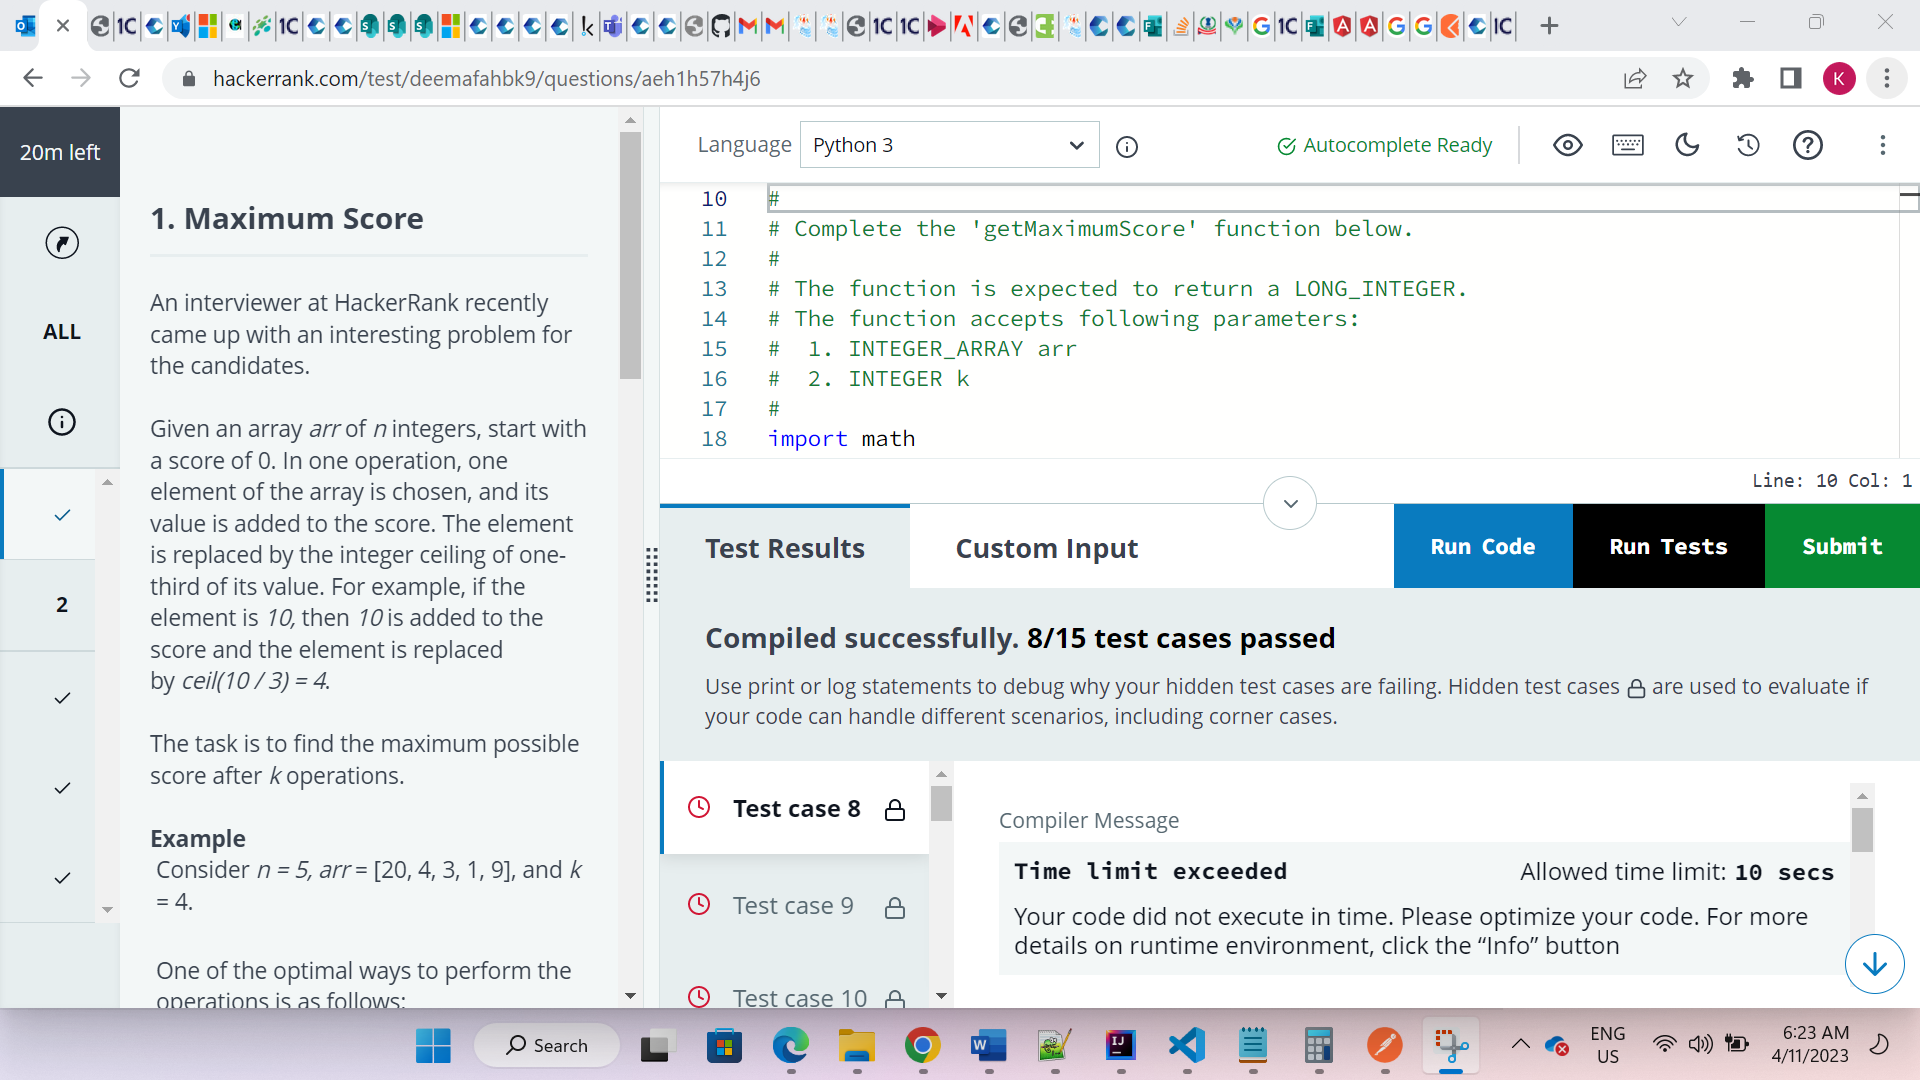 hackerrank.com/test/deemafahbk9/questions/aeh1h57h4j6
K
20m left
ALL
2
1. Maximum Score
An interviewer at HackerRank recently
came up with an interesting problem for
the candidates.
Given an array arr of n integers, start with
a score of 0. In one operation, one
element of the array is chosen, and its
value is added to the score. The element
is replaced by the integer ceiling of one-
third of its value. For example, if the
element is 10, then 10 is added to the
score and the element is replaced
by ceil(10 / 3) = 4.
The task is to find the maximum possible
score after k operations.
Example
Consider n = 5, arr = [20, 4, 3, 1, 9], and k
= 4.
One of the optimal ways to perform the
operations is as follows:
Language
Python 3
Autocomplete Ready
10 #
11 # Complete the 'getMaximumScore' function below.
12 #
13 # The function is expected to return a LONG_INTEGER.
14 # The function accepts following parameters:
15 #  1. INTEGER_ARRAY arr
16 #  2. INTEGER k
17 #
18 import math
Line: 10 Col: 1
Test Results
Custom Input
Run Code
Run Tests
Submit
Compiled successfully. 8/15 test cases passed
Use print or log statements to debug why your hidden test cases are failing. Hidden test cases are used to evaluate if
your code can handle different scenarios, including corner cases.
Test case 8
Test case 9
Test case 10
Compiler Message
Time limit exceeded
Allowed time limit: 10 secs
Your code did not execute in time. Please optimize your code. For more
details on runtime environment, click the “Info” button
Search
ENG
US
6:23 AM
4/11/2023